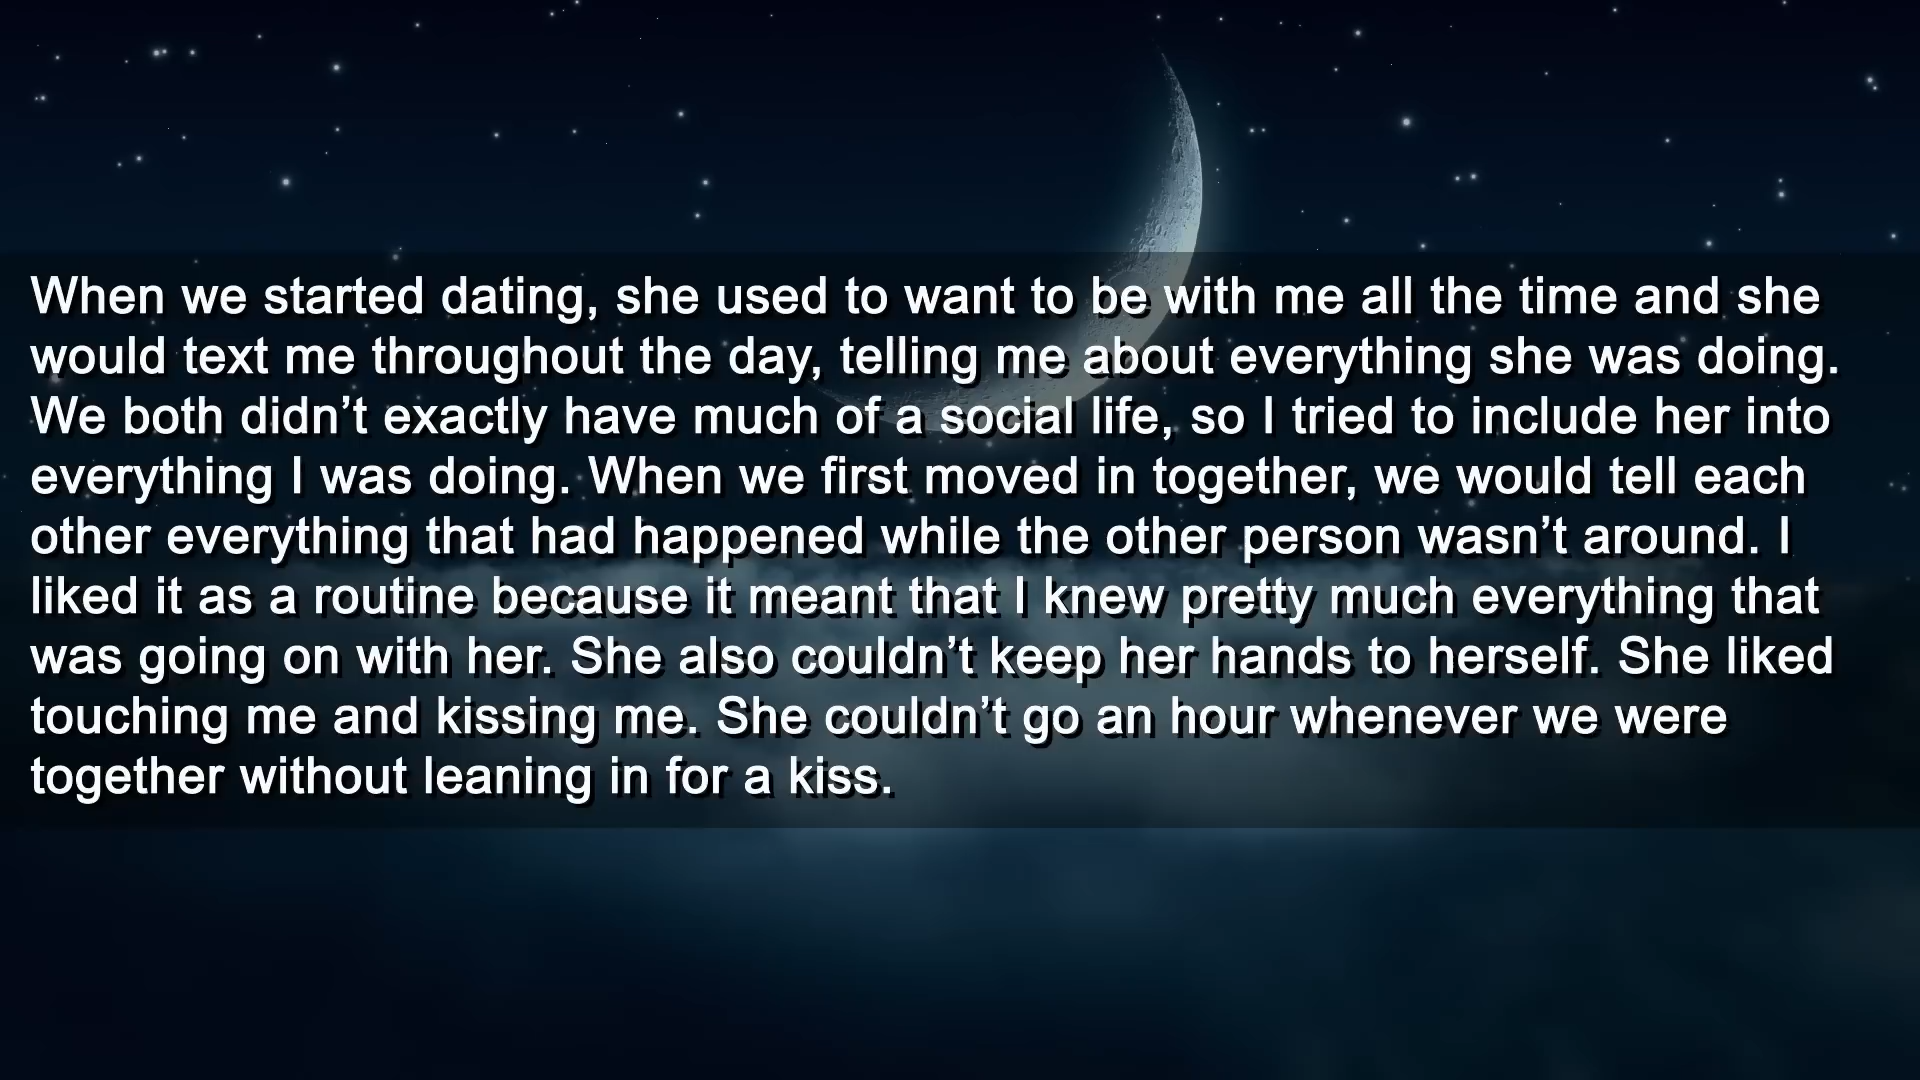 When we started dating, she used to want to be with me all the time and she
would text me throughout the day, telling me about everything she was doing.
We both didn’t exactly have much of a social life, so I tried to include her into
everything I was doing. When we first moved in together, we would tell each
other everything that had happened while the other person wasn’t around. I
liked it as a routine because it meant that I knew pretty much everything that
was going on with her. She also couldn’t keep her hands to herself. She liked
touching me and kissing me. She couldn’t go an hour whenever we were
together without leaning in for a kiss.